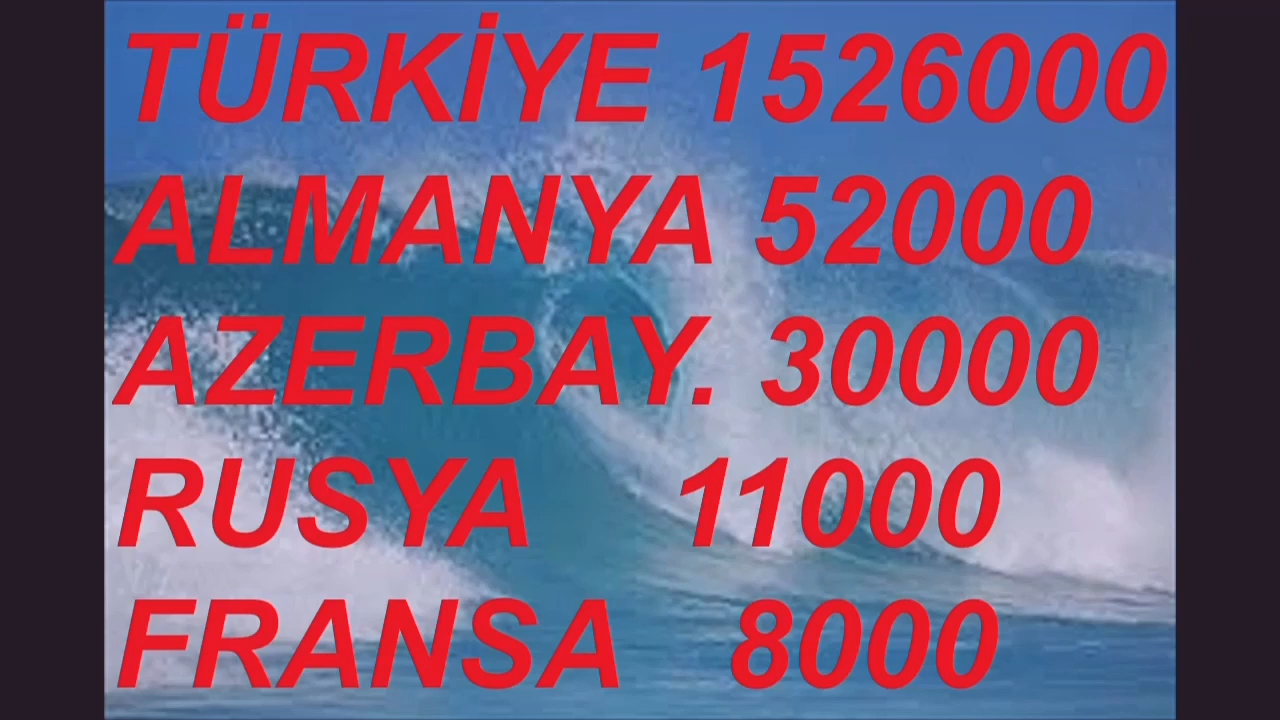 TÜRKİYE 1526000
ALMANYA 52000
AZERBAY. 30000
RUSYA 11000
FRANSA 8000